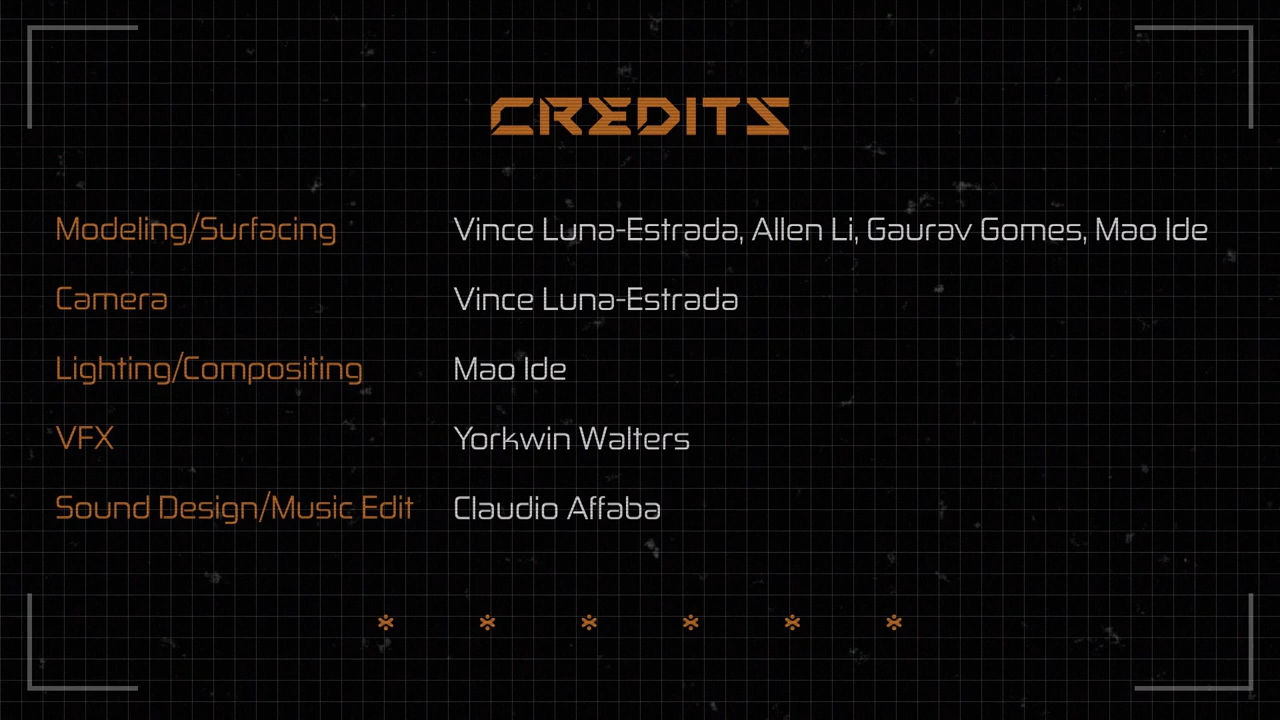 CREDITS
Modeling/Surfacing Vince Luna-Estrada, Allen Li, Gaurav Gomes, Mao Ide
Camera Vince Luna-Estrada
Lighting/Compositing Mao Ide
VFX Yorkwin Walters
Sound Design/Music Edit Claudio Affaba
* * * * * *